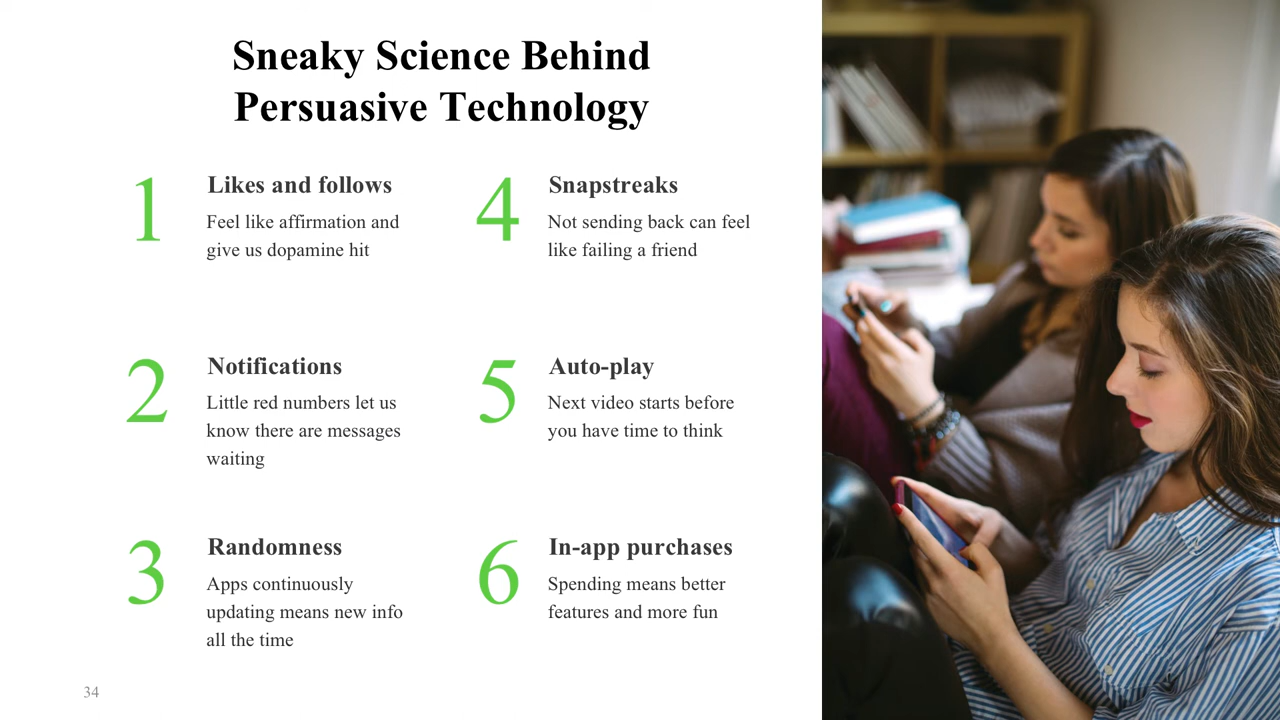 Sneaky Science Behind
Persuasive Technology
1
Likes and follows
Feel like affirmation and
give us dopamine hit
2
Notifications
Little red numbers let us
know there are messages
waiting
3
Randomness
Apps continuously
updating means new info
all the time
4
Snapstreaks
Not sending back can feel
like failing a friend
5
Auto-play
Next video starts before
you have time to think
6
In-app purchases
Spending means better
features and more fun
34